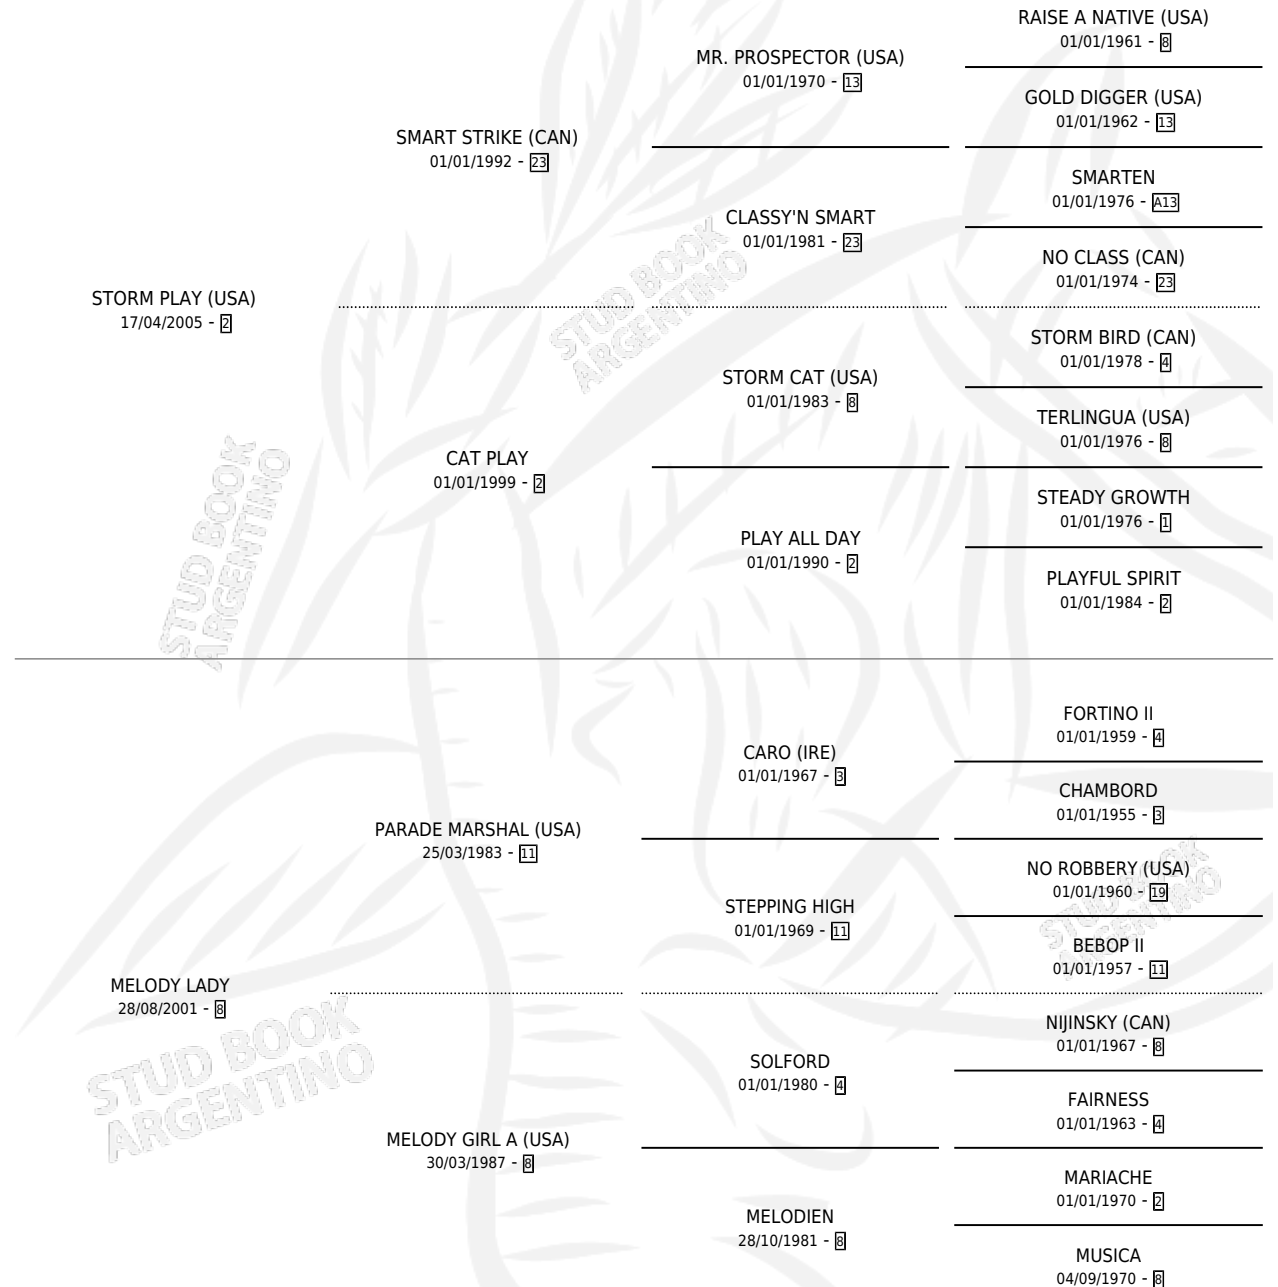 RAISE A NATIVE (USA)
01/01/1961 - 8
MR. PROSPECTOR (USA)
01/01/1970 - 13
GOLD DIGGER (USA)
01/01/1962 - 13
SMART STRIKE (CAN)
01/01/1992 - 23
SMARTEN
01/01/1976 - A13
CLASSY'N SMART
01/01/1981 - 23
NO CLASS (CAN)
01/01/1974 - 23
STORM PLAY (USA)
17/04/2005 - 2
STORM BIRD (CAN)
01/01/1978 - 4
STORM CAT (USA)
01/01/1983 - 8
TERLINGUA (USA)
01/01/1976 - 8
CAT PLAY
01/01/1999 - 2
STEADY GROWTH
01/01/1976 - 1
PLAY ALL DAY
01/01/1990 - 2
PLAYFUL SPIRIT
01/01/1984 - 2
FORTINO II
01/01/1959 - 4
CARO (IRE)
01/01/1967 - 3
CHAMBORD
01/01/1955 - 3
PARADE MARSHAL (USA)
25/03/1983 - 11
NO ROBBERY (USA)
01/01/1960 - 19
STEPPING HIGH
01/01/1969 - 11
BEBOP II
01/01/1957 - 11
MELODY LADY
28/08/2001 - 8
NIJINSKY (CAN)
01/01/1967 - 8
SOLFORD
01/01/1980 - 4
FAIRNESS
01/01/1963 - 4
MELODY GIRL A (USA)
30/03/1987 - 8
MARIACHE
01/01/1970 - 2
MELODIEN
28/10/1981 - 8
MUSICA
04/09/1970 - 8
STUD BOOK
ARGENTINO
STUD BOOK
ARGENTINO
STUD BOOK
ARGENTINO
STUD BOOK
ARGENTINO